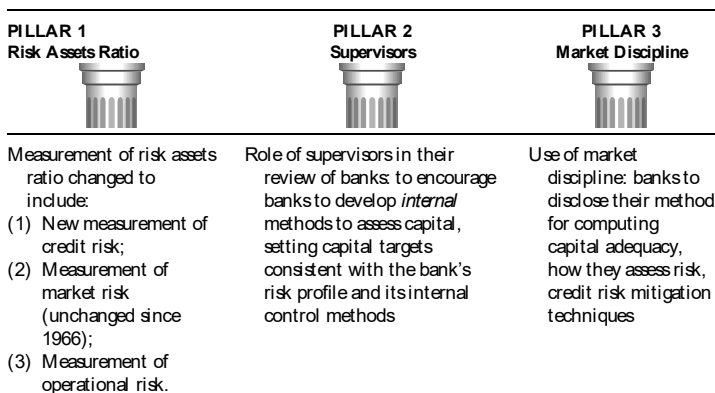 PILLAR 1
Risk Assets Ratio
PILLAR 2
Supervisors
PILLAR 3
Market Discipline
Measurement of risk assets
ratio changed to
include:
(1) New measurement of
credit risk;
(2) Measurement of
market risk
(unchanged since
1966);
(3) Measurement of
operational risk.
Role of supervisors in their
review of banks: to encourage
banks to develop internal
methods to assess capital,
setting capital targets
consistent with the bank's
risk profile and its internal
control methods
Use of market
discipline: banks to
disclose their method
for computing
capital adequacy,
how they assess risk,
credit risk mitigation
techniques